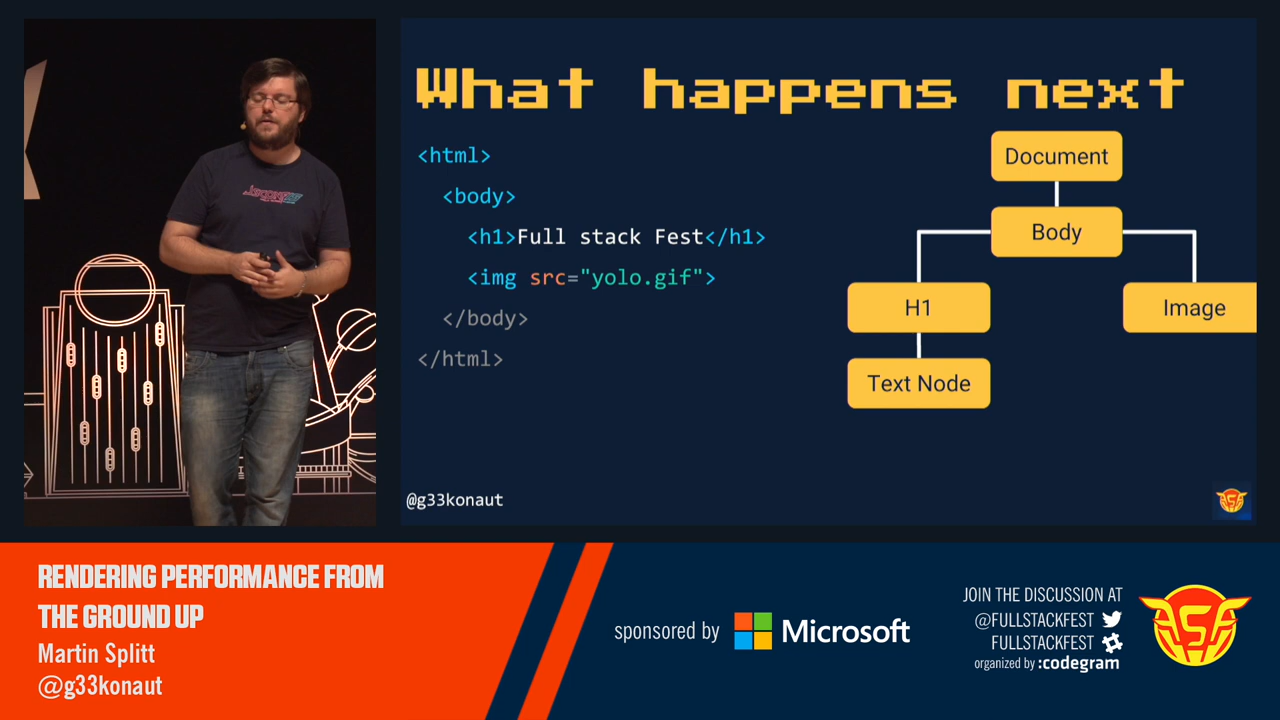 What happens next
<html>
<body>
<h1>Full stack Fest</h1>
<img src="yolo.gif">
</body>
</html>
Document
Body
H1
Image
Text Node
@g33konaut
RENDERING PERFORMANCE FROM
THE GROUND UP
Martin Splitt
@g33konaut
sponsored by Microsoft
JOIN THE DISCUSSION AT
@FULLSTACKFEST
FULLSTACKFEST
organized by :codegram